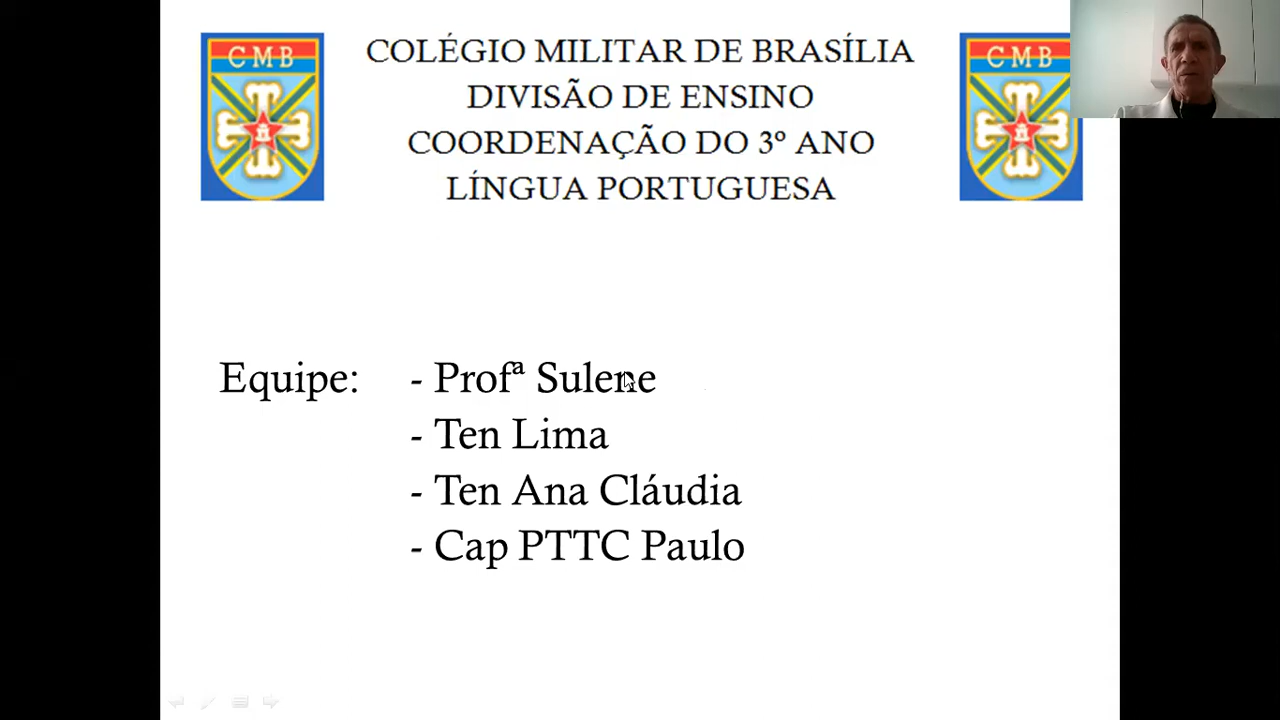 CMB
COLÉGIO MILITAR DE BRASÍLIA
CMB
DIVISÃO DE ENSINO
COORDENAÇÃO DO 3º ANO
LÍNGUA PORTUGUESA
Equipe: - Profª Sulene
- Ten Lima
- Ten Ana Cláudia
- Cap PTTC Paulo